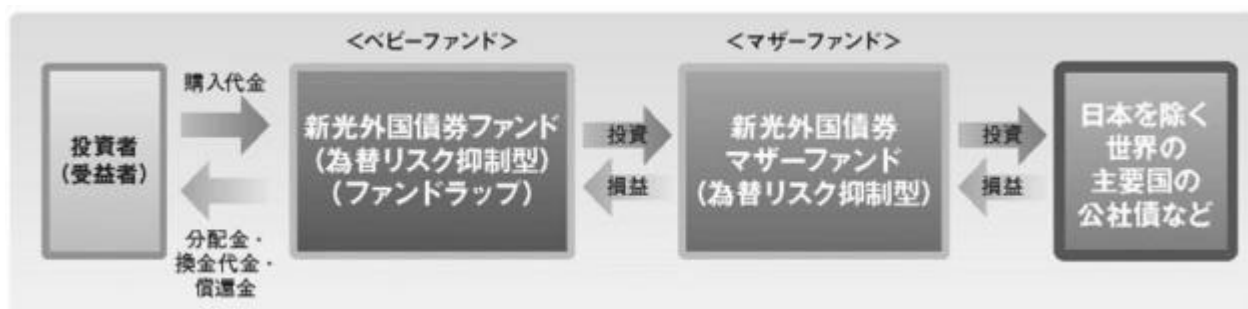 <ベビーファンド>
<マザーファンド>
投資者
(受益者)
購入代金
分配金・
換金代金・
償還金
新光外国債券ファンド
(為替リスク抑制型)
(ファンドラップ)
投資
損益
新光外国債券
マザーファンド
(為替リスク抑制型)
投資
損益
日本を除く
世界の
主要国の
公社債など